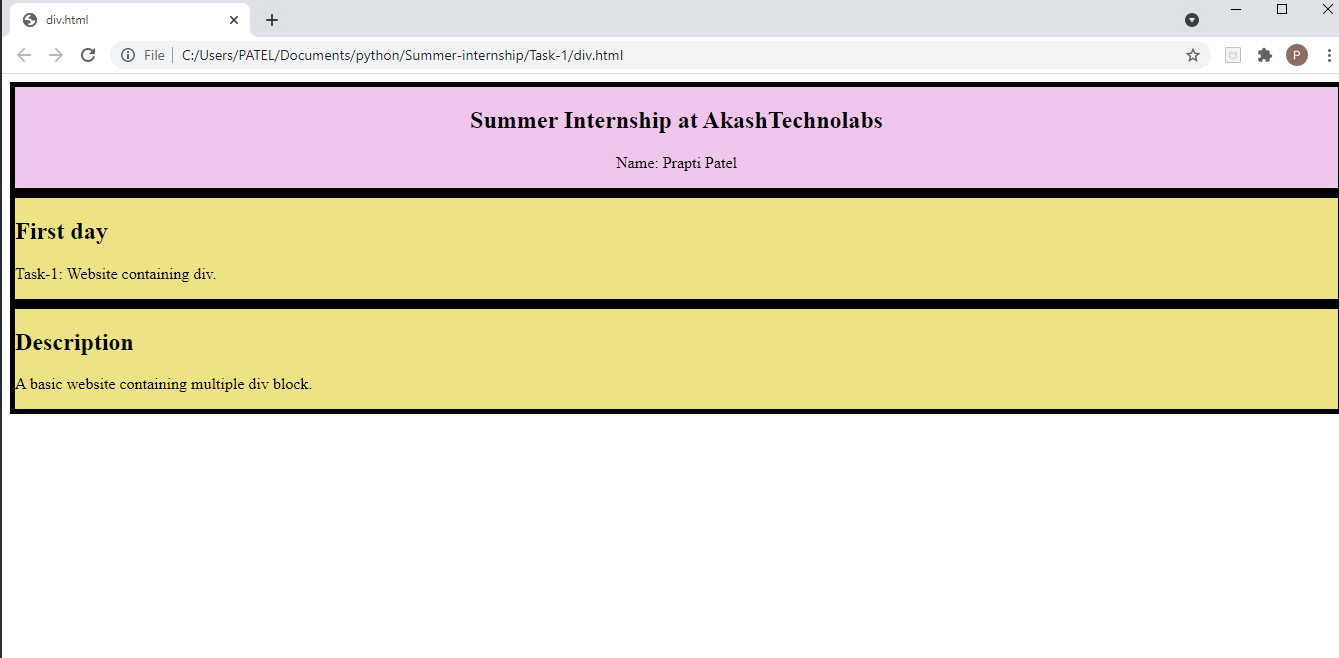 div.html
File C:/Users/PATEL/Documents/python/Summer-internship/Task-1/div.html
P
Summer Internship at AkashTechnolabs
Name: Prapti Patel
First day
Task-1: Website containing div.
Description
A basic website containing multiple div block.